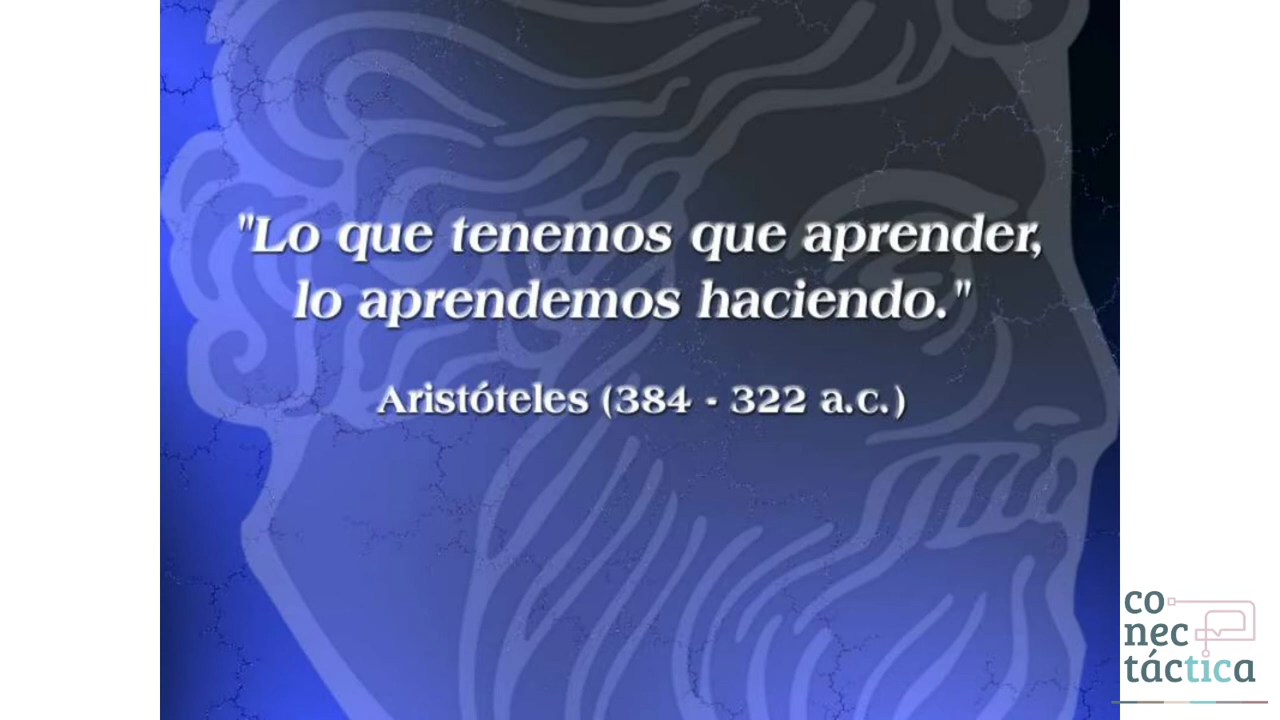 "Lo que tenemos que aprender,
lo aprendemos haciendo."
Aristóteles (384 - 322 a.c.)
co
nec
táctica